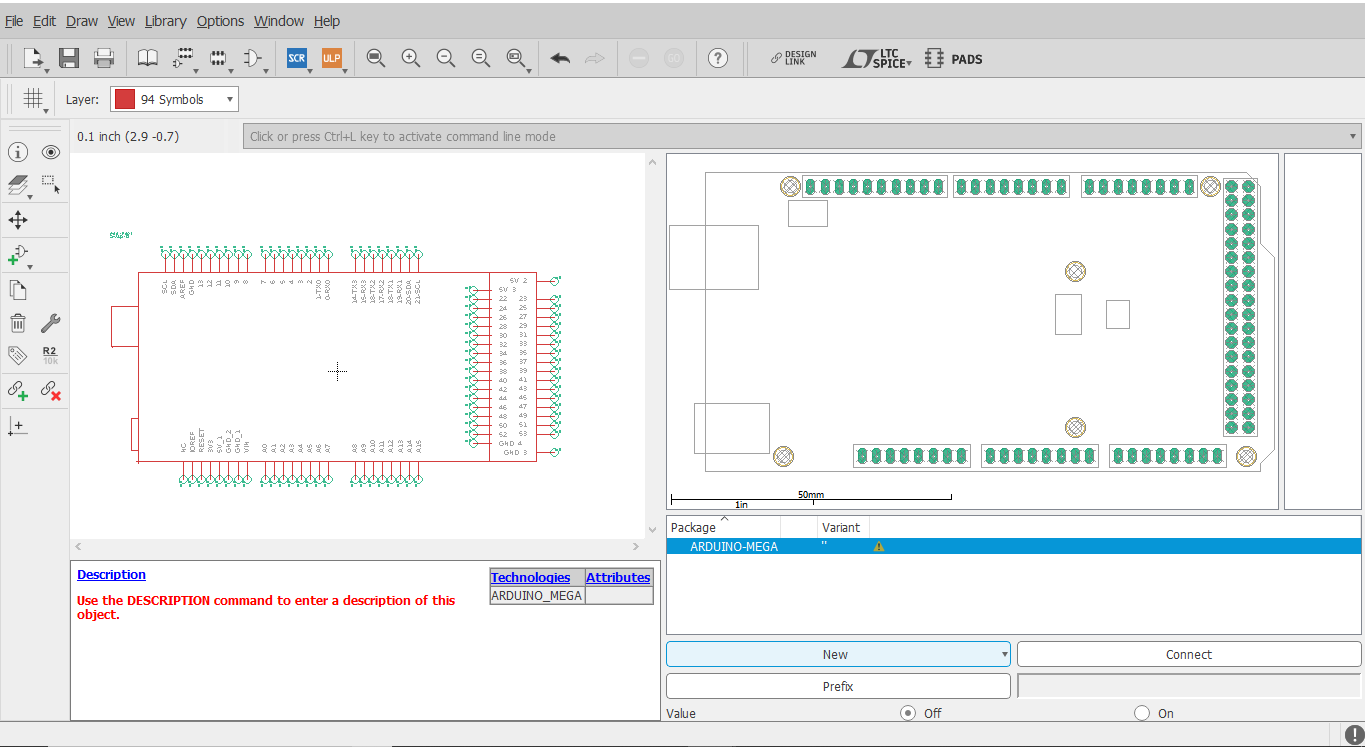 File Edit Draw View Library Options Window Help
SCR ULP ? DESIGN LINK LTC SPICE PADS
Layer: 94 Symbols
0.1 inch (2.9 -0.7) Click or press Ctrl+L key to activate command line mode
R2
10k
SCL SDA AREF GND 13 12 11 10 9 8 7 6 5 4 3 2 1-TX0 0-RX0 14-TX3 15-RX3 16-TX2 17-RX2 18-TX1 19-RX1 20-SDA 21-SCL
5V 2
5V 3
22 23
24 25
26 27
28 29
30 31
32 33
34 35
36 37
38 39
40 41
42 43
44 45
46 47
48 49
50 51
52 53
GND 4
GND 3
NC IOREF RESET 3V3 5V_1 GND_2 GND_1 VIN A0 A1 A2 A3 A4 A5 A6 A7 A8 A9 A10 A11 A12 A13 A14 A15
50mm
1in
Package Variant
ARDUINO-MEGA ''
Description
Use the DESCRIPTION command to enter a description of this
object.
Technologies Attributes
ARDUINO_MEGA
New Connect
Prefix
Value Off On